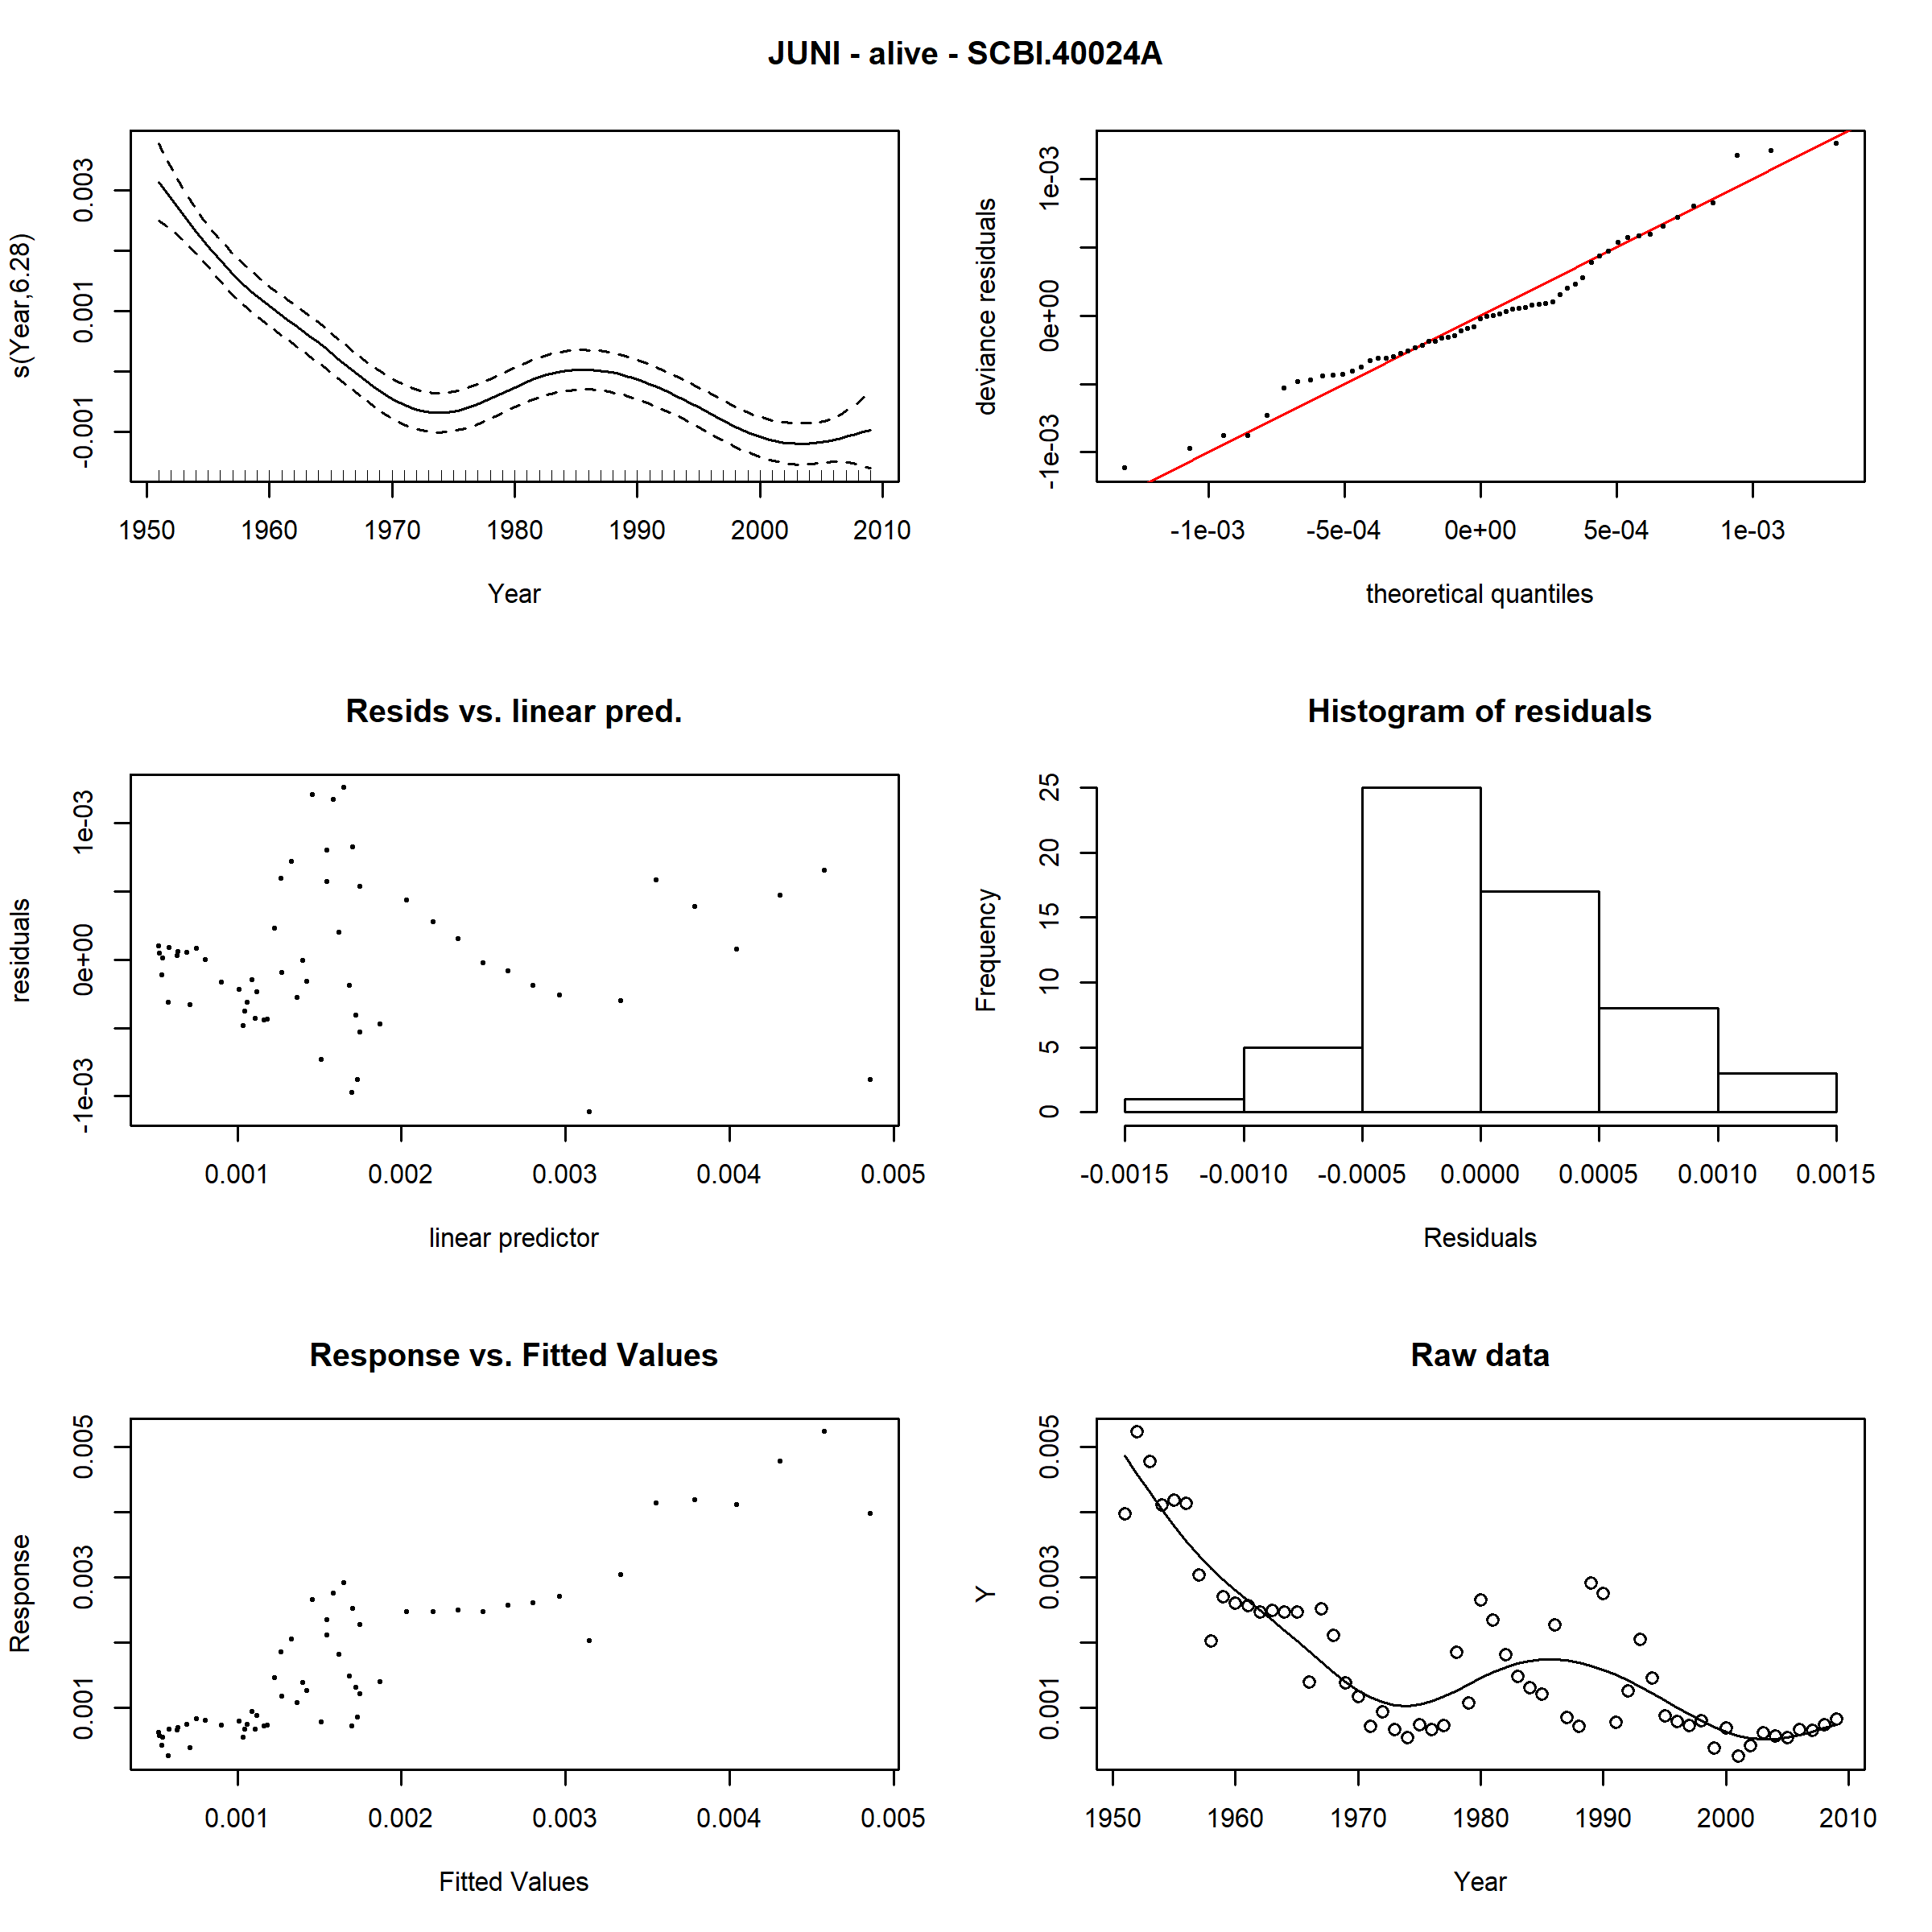 JUNI - alive - SCBI.40024A
s(Year,6.28)
0.003
0.001
-0.001
1950 1960 1970 1980 1990 2000 2010
Year
deviance residuals
1e-03
0e+00
-1e-03
-1e-03 -5e-04 0e+00 5e-04 1e-03
theoretical quantiles
Resids vs. linear pred.
residuals
1e-03
0e+00
-1e-03
0.001 0.002 0.003 0.004 0.005
linear predictor
Histogram of residuals
Frequency
25
20
15
10
5
0
-0.0015 -0.0010 -0.0005 0.0000 0.0005 0.0010 0.0015
Residuals
Response vs. Fitted Values
Response
0.005
0.003
0.001
0.001 0.002 0.003 0.004 0.005
Fitted Values
Raw data
Y
0.005
0.003
0.001
1950 1960 1970 1980 1990 2000 2010
Year